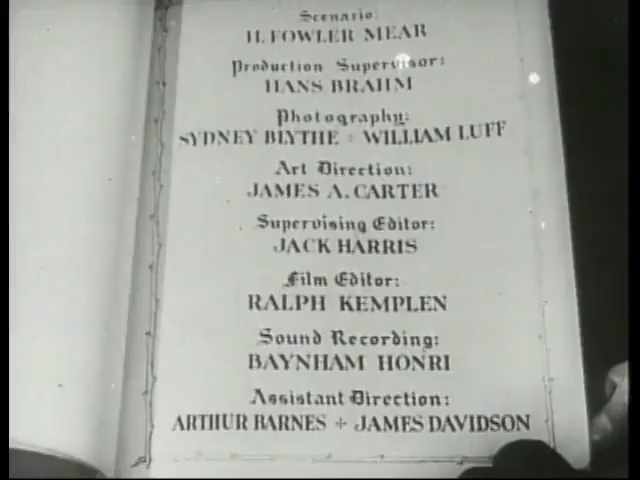 Scenario:
H. FOWLER MEAR
Production Supervisor:
HANS BRAHM
Photography:
SYDNEY BLYTHE + WILLIAM LUFF
Art Direction:
JAMES A. CARTER
Supervising Editor:
JACK HARRIS
Film Editor:
RALPH KEMPLEN
Sound Recording:
BAYNHAM HONRI
Assistant Direction:
ARTHUR BARNES + JAMES DAVIDSON